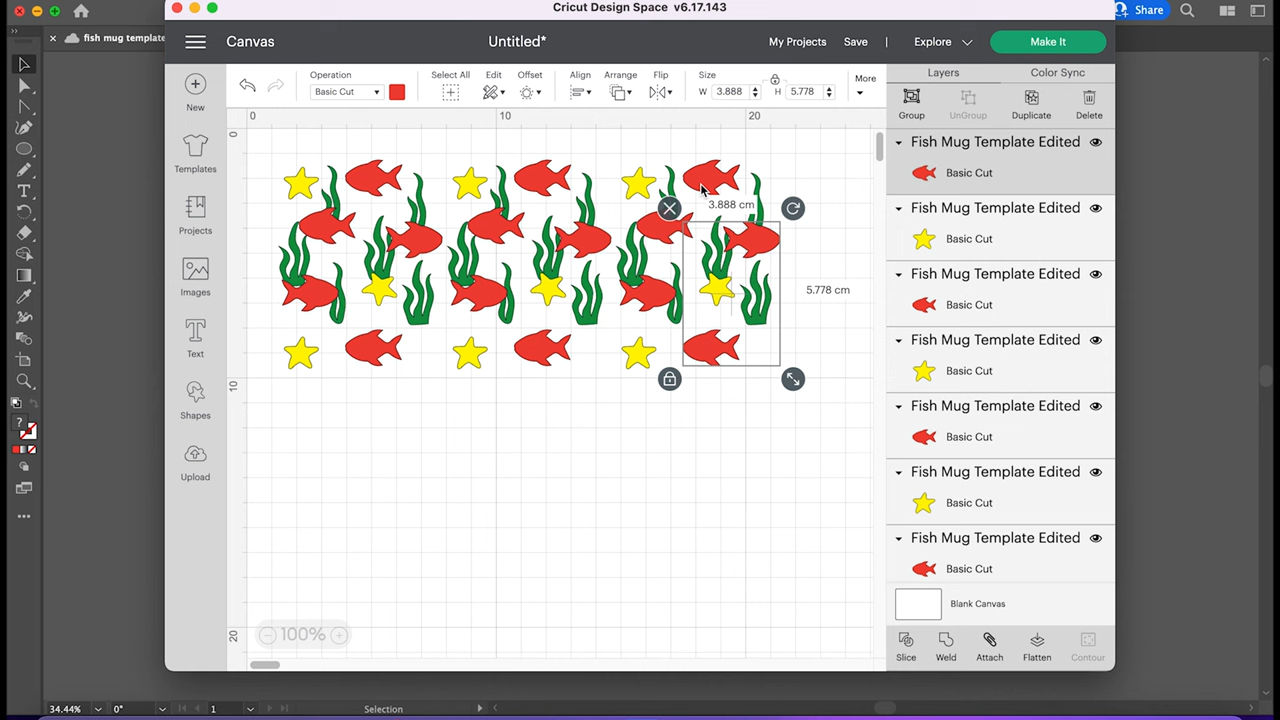 Cricut Design Space v6.17.143
Share
fish mug template
Canvas
Untitled*
My Projects
Save
|
Explore
Make It
New
Templates
Projects
Images
Text
Shapes
Upload
Operation
Basic Cut
Select All
Edit
Offset
Align
Arrange
Flip
Size
W 3.888
H 5.778
More
0
10
20
0
10
20
3.888 cm
5.778 cm
100%
Layers
Color Sync
Group
UnGroup
Duplicate
Delete
Fish Mug Template Edited
Basic Cut
Fish Mug Template Edited
Basic Cut
Fish Mug Template Edited
Basic Cut
Fish Mug Template Edited
Basic Cut
Fish Mug Template Edited
Basic Cut
Fish Mug Template Edited
Basic Cut
Fish Mug Template Edited
Basic Cut
Blank Canvas
Slice
Weld
Attach
Flatten
Contour
34.44%
0°
1
Selection